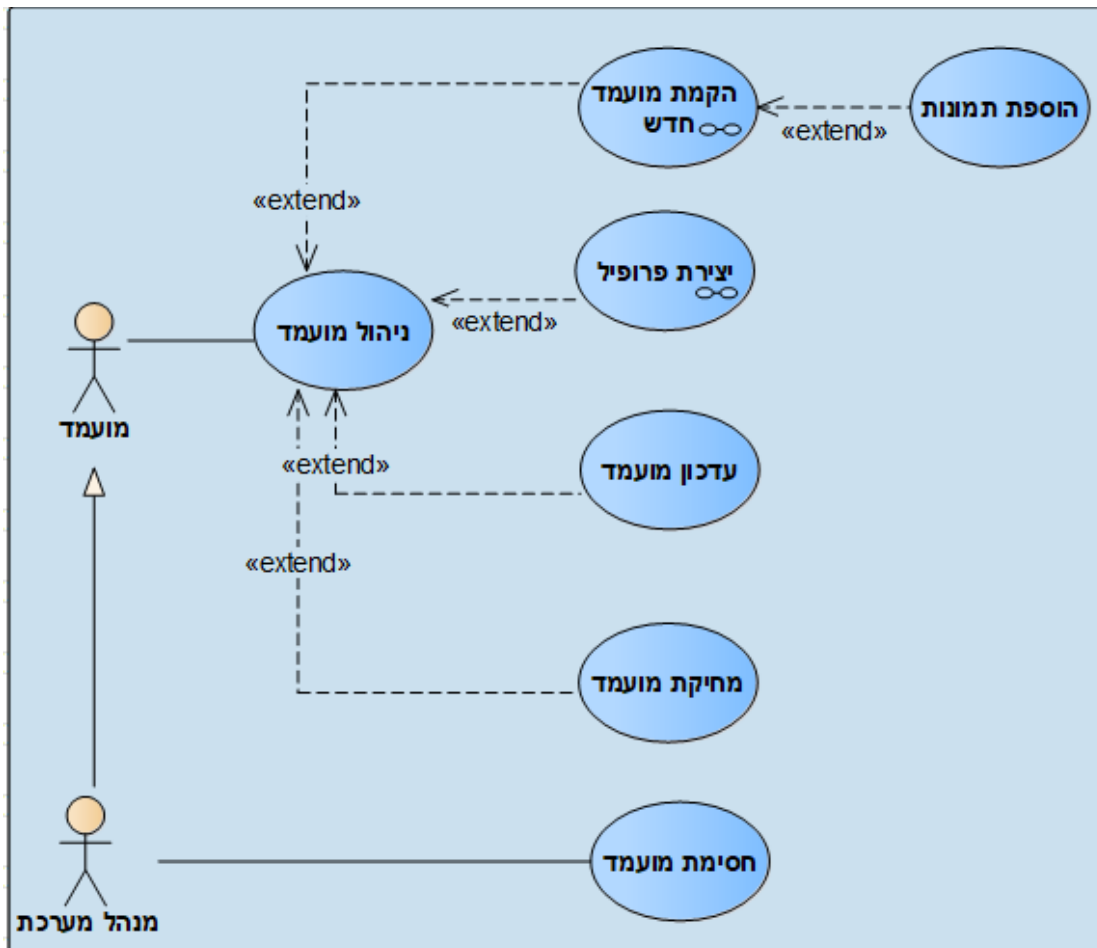 הקמת מועמד
חדש
הוספת תמונות
«extend»
«extend»
יצירת פרופיל
«extend»
ניהול מועמד
מועמד
«extend»
עדכון מועמד
«extend»
מחיקת מועמד
חסימת מועמד
מנהל מערכת